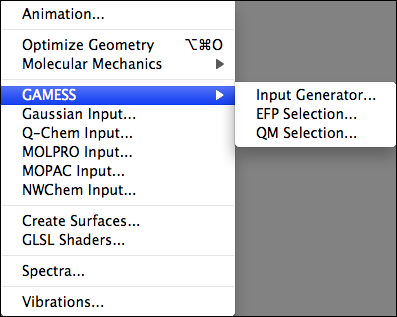 Animation...
Optimize Geometry ⌥⌘O
Molecular Mechanics
GAMESS
Input Generator...
Gaussian Input...
EFP Selection...
Q-Chem Input...
QM Selection...
MOLPRO Input...
MOPAC Input...
NWChem Input...
Create Surfaces...
GLSL Shaders...
Spectra...
Vibrations...